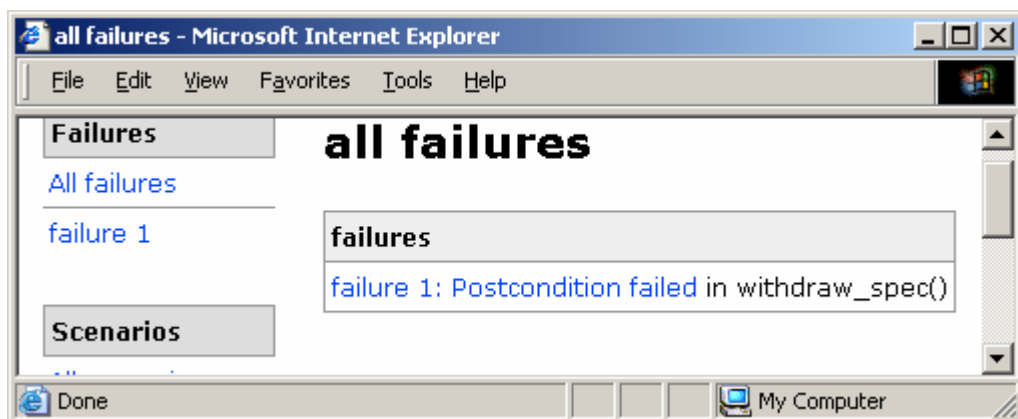 all failures - Microsoft Internet Explorer
File Edit View Favorites Tools Help
Failures
All failures
failure 1
Scenarios
all failures
failures
failure 1: Postcondition failed in withdraw_spec()
Done
My Computer